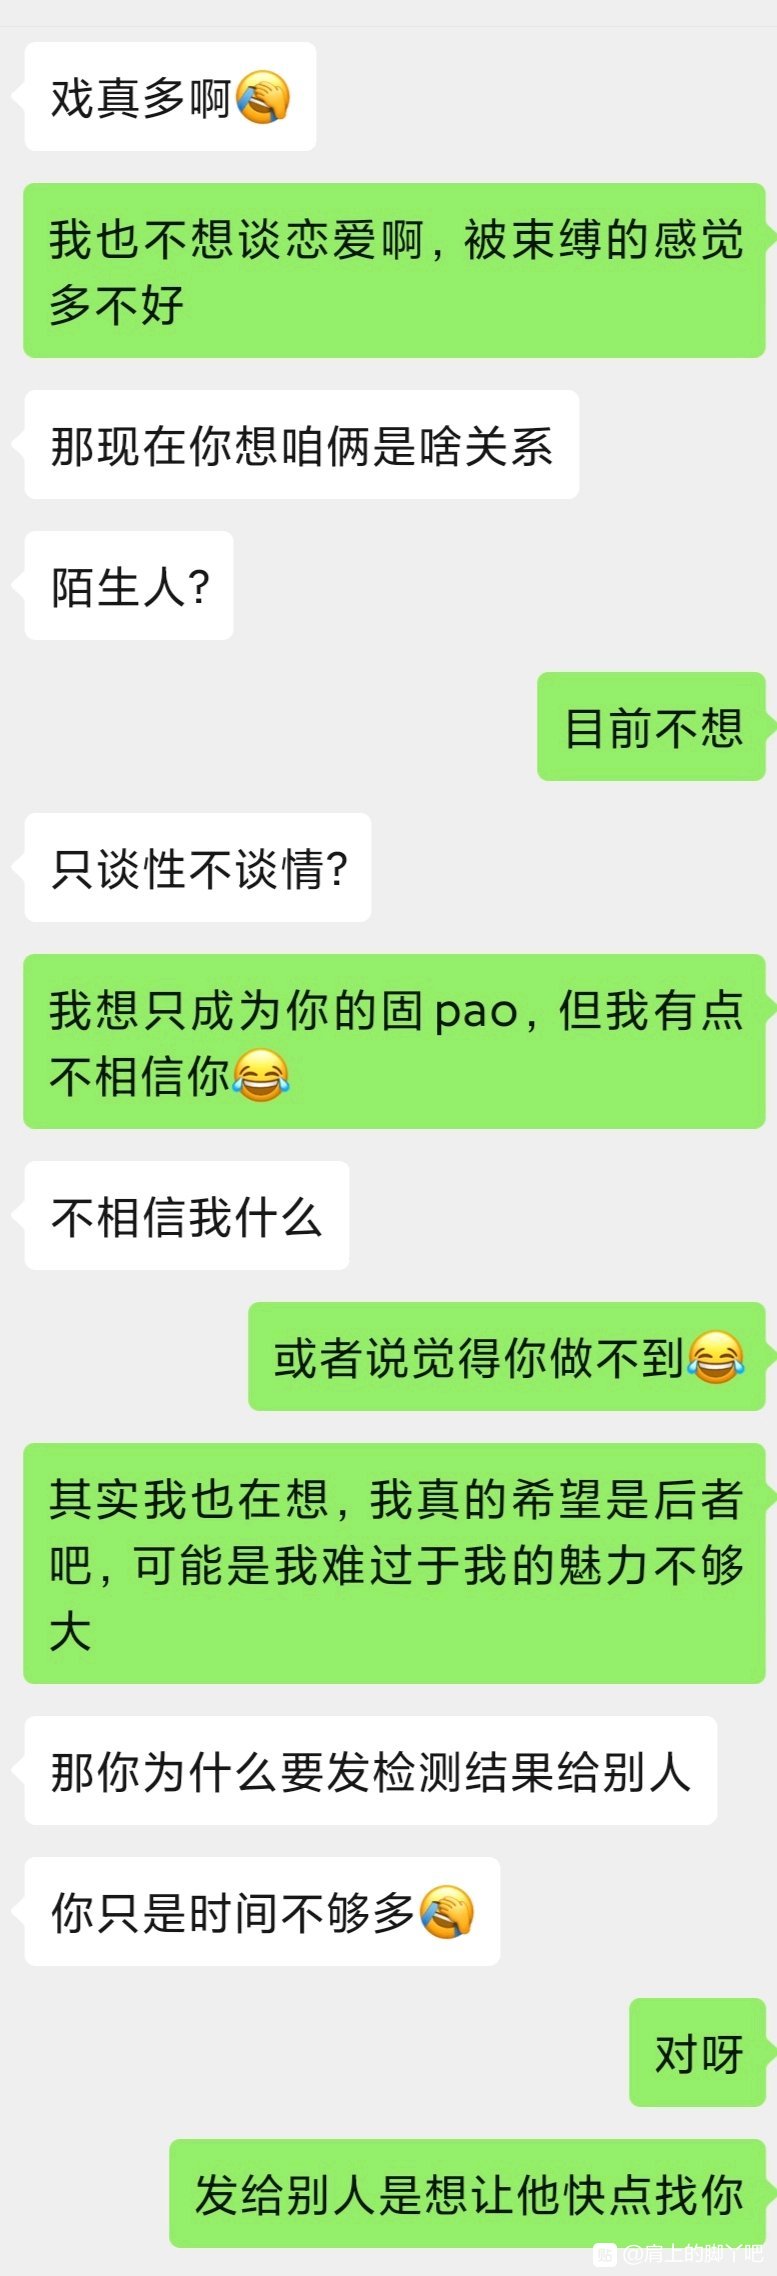 戏真多啊🤦
我也不想谈恋爱啊，被束缚的感觉
多不好
那现在你想咱俩是啥关系
陌生人？
目前不想
只谈性不谈情？
我想只成为你的固pao，但我有点
不相信你😂
不相信我什么
或者说觉得你做不到😂
其实我也在想，我真的希望是后者
吧，可能是我难过于我的魅力不够
大
那你为什么要发检测结果给别人
你只是时间不够多🤦
对呀
发给别人是想让他快点找你
@肩上的脚丫吧